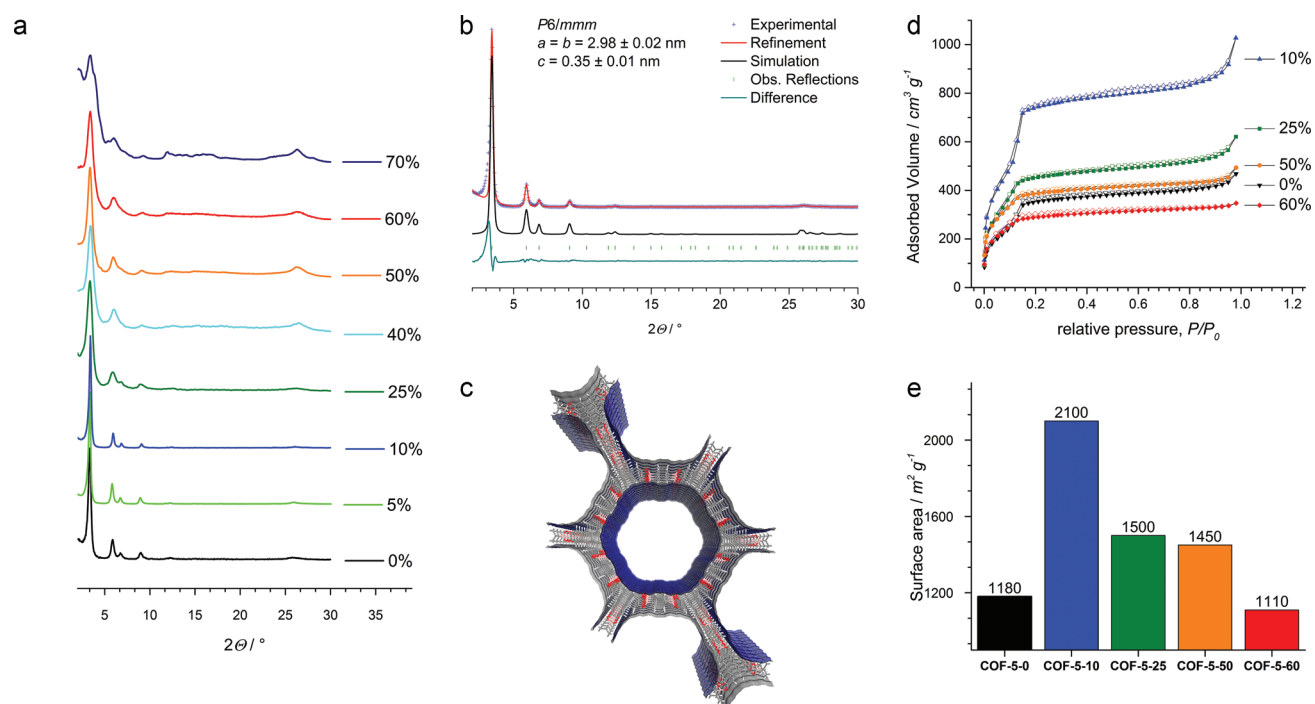 a
70%
60%
50%
40%
25%
10%
5%
0%
5 10 15 20 25 30 35
2Θ / °
b
P6/mmm
a = b = 2.98 ± 0.02 nm
c = 0.35 ± 0.01 nm
Experimental
Refinement
Simulation
Obs. Reflections
Difference
5 10 15 20 25 30
2Θ / °
c
d
Adsorbed Volume / cm³ g⁻¹
1000
800
600
400
200
0
10%
25%
50%
0%
60%
0.0 0.2 0.4 0.6 0.8 1.0 1.2
relative pressure, P/P₀
e
Surface area / m² g⁻¹
2000
1600
1200
1180
2100
1500
1450
1110
COF-5-0 COF-5-10 COF-5-25 COF-5-50 COF-5-60